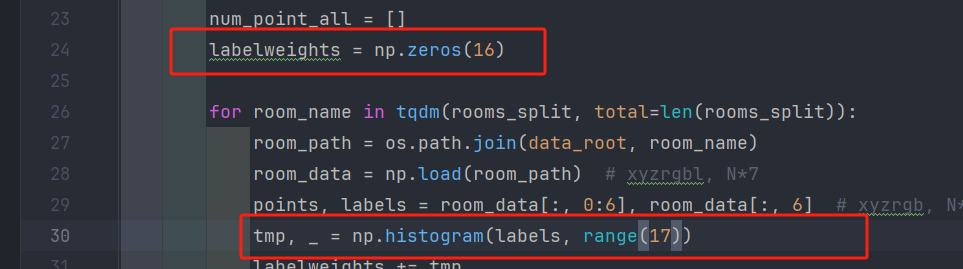 23 num_point_all = []
24 labelweights = np.zeros(16)
25
26 for room_name in tqdm(rooms_split, total=len(rooms_split)):
27 room_path = os.path.join(data_root, room_name)
28 room_data = np.load(room_path) # xyzrgbl, N*7
29 points, labels = room_data[:, 0:6], room_data[:, 6] # xyzrgb, N*
30 tmp, _ = np.histogram(labels, range(17))
31 labelweights += tmp